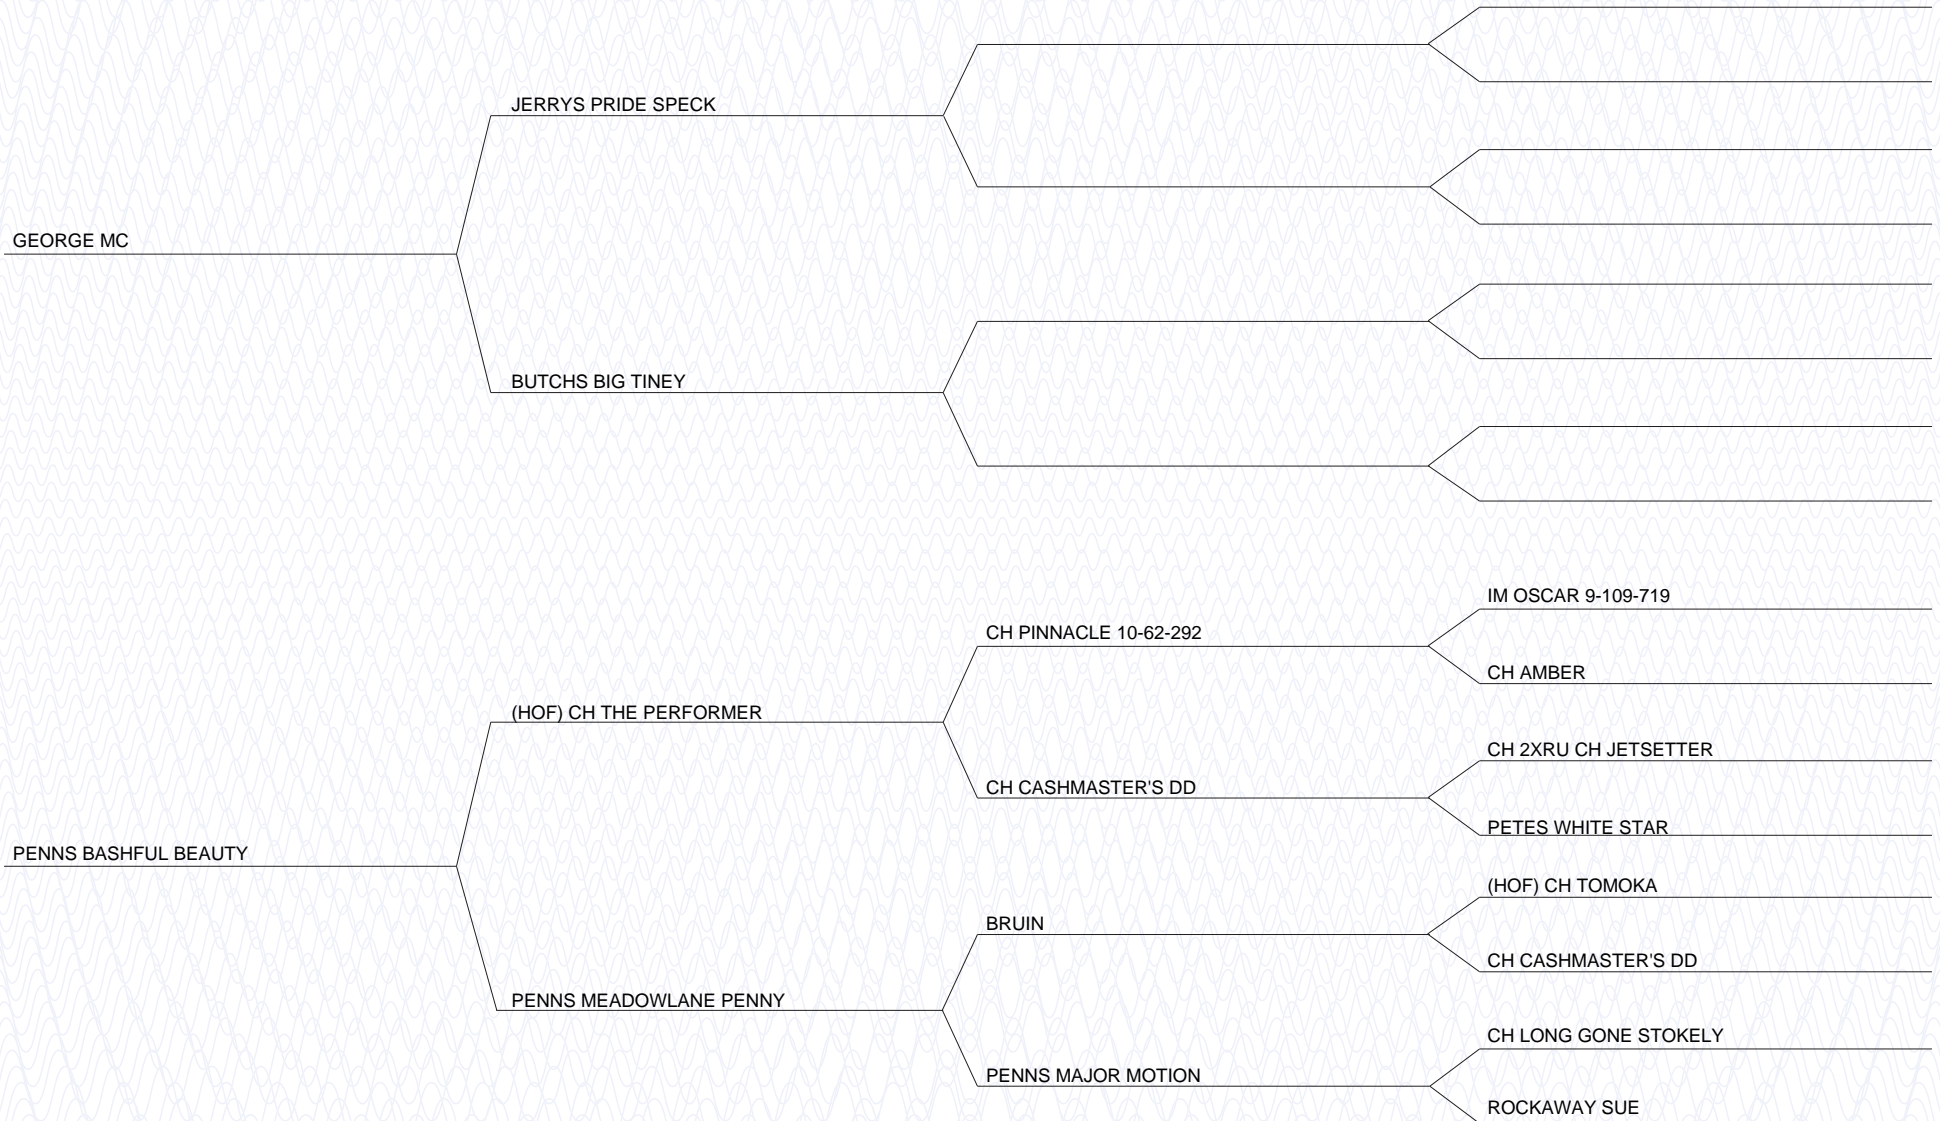 JERRYS PRIDE SPECK
GEORGE MC
BUTCHS BIG TINEY
IM OSCAR 9-109-719
CH PINNACLE 10-62-292
CH AMBER
(HOF) CH THE PERFORMER
CH 2XRU CH JETSETTER
CH CASHMASTER'S DD
PETES WHITE STAR
PENNS BASHFUL BEAUTY
(HOF) CH TOMOKA
BRUIN
CH CASHMASTER'S DD
PENNS MEADOWLANE PENNY
CH LONG GONE STOKELY
PENNS MAJOR MOTION
ROCKAWAY SUE